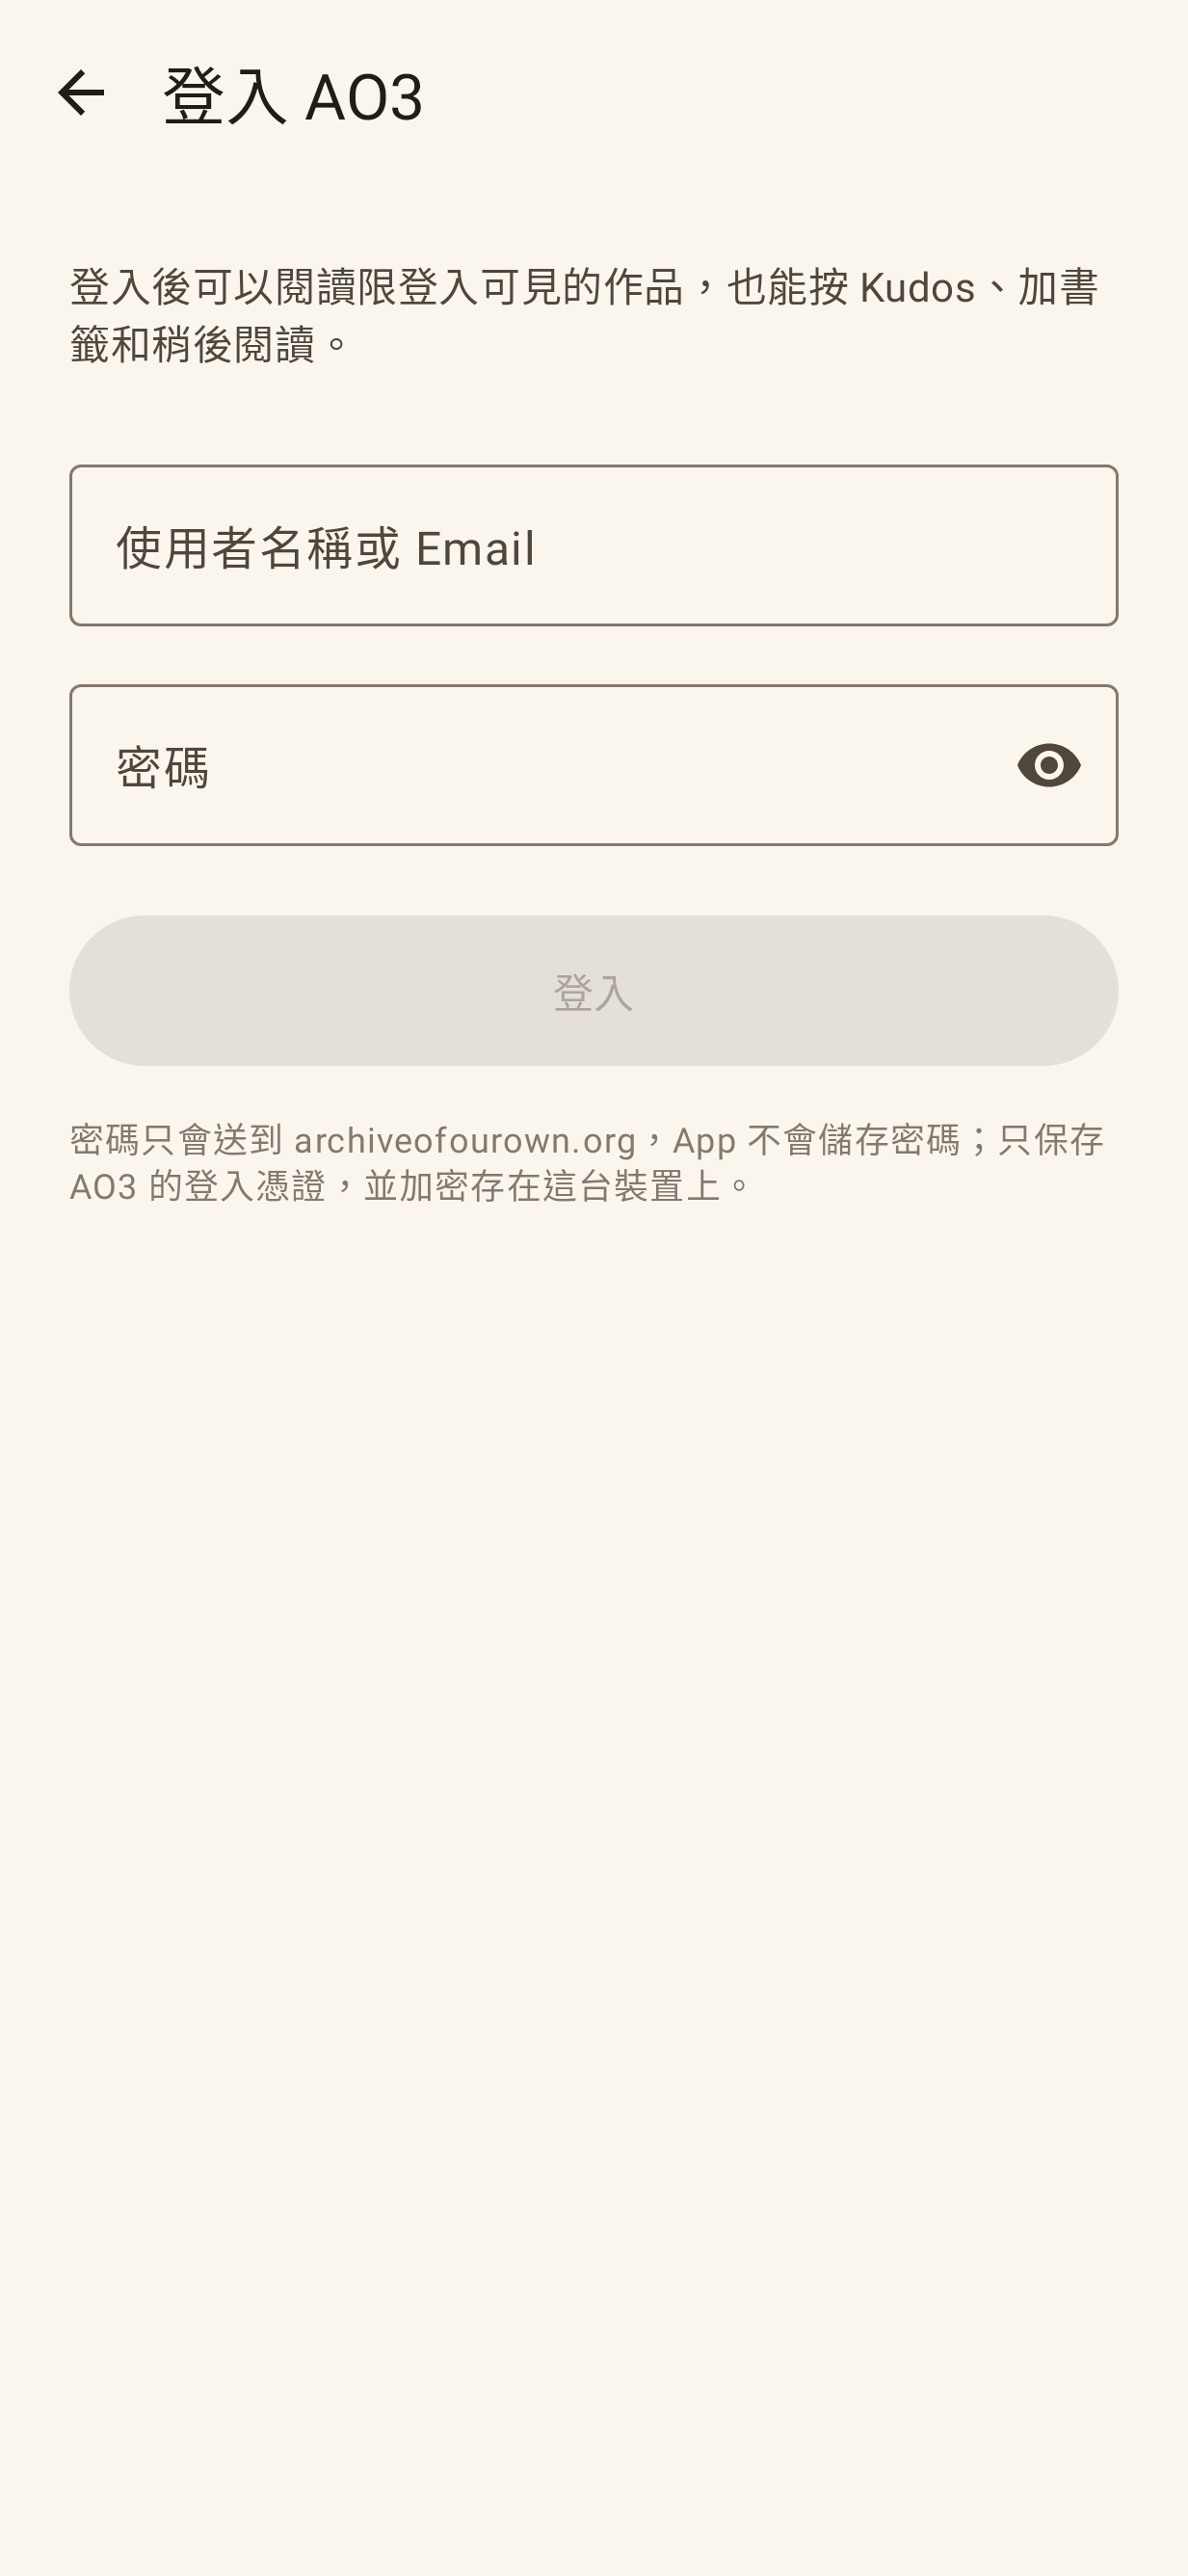 登入 AO3
登入後可以閱讀限登入可見的作品，也能按 Kudos、加書
籤和稍後閱讀。
使用者名稱或 Email
密碼
登入
密碼只會送到 archiveofourown.org，App 不會儲存密碼；只保存
AO3 的登入憑證，並加密存在這台裝置上。